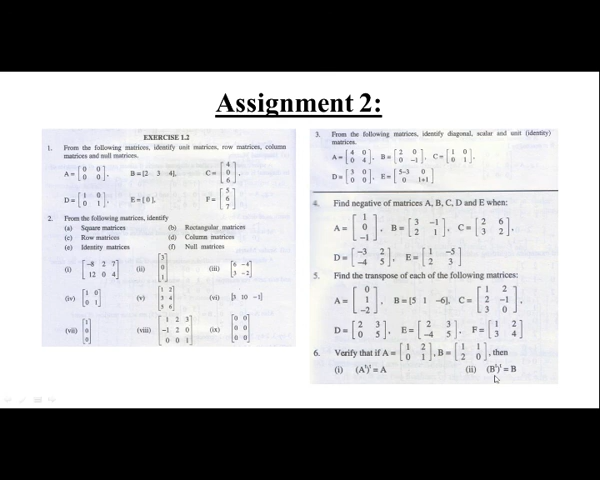 Assignment 2:
EXERCISE 1.2
1. From the following matrices, identify unit matrices, row matrices, column
matrices and null matrices.
A = [0 0; 0 0], B = [2 3 4], C = [4; 0; 6]
D = [1 0; 0 1], E = [0], F = [5; 6; 7]
2. From the following matrices, identify
(a) Square matrices (b) Rectangular matrices
(c) Row matrices (d) Column matrices
(e) Identity matrices (f) Null matrices
(i) [-8 2 7; 12 0 4] (ii) [3; 0; 1] (iii) [6 -4; 3 -2]
(iv) [1 0; 0 1] (v) [1 2; 3 4; 5 6] (vi) [3 10 -1]
(vii) [1; 0; 0] (viii) [1 2 3; -1 2 0; 0 0 1] (ix) [0 0; 0 0; 0 0]
3. From the following matrices, identify diagonal, scalar and unit (identity)
matrices.
A = [4 0; 0 4], B = [2 0; 0 -1], C = [1 0; 0 1]
D = [3 0; 0 0], E = [5-3 0; 0 1+1]
4. Find negative of matrices A, B, C, D and E when:
A = [1; 0; -1], B = [3 -1; 2 1], C = [2 6; 3 2]
D = [-3 2; -4 5], E = [1 -5; 2 3]
5. Find the transpose of each of the following matrices:
A = [0; 1; -2], B = [5 1 -6], C = [1 2; 2 -1; 3 0]
D = [2 3; 0 5], E = [2 3; -4 5], F = [1 2; 3 4]
6. Verify that if A = [1 2; 0 1], B = [1 1; 2 0], then
(i) (Aᵗ)ᵗ = A (ii) (Bᵗ)ᵗ = B